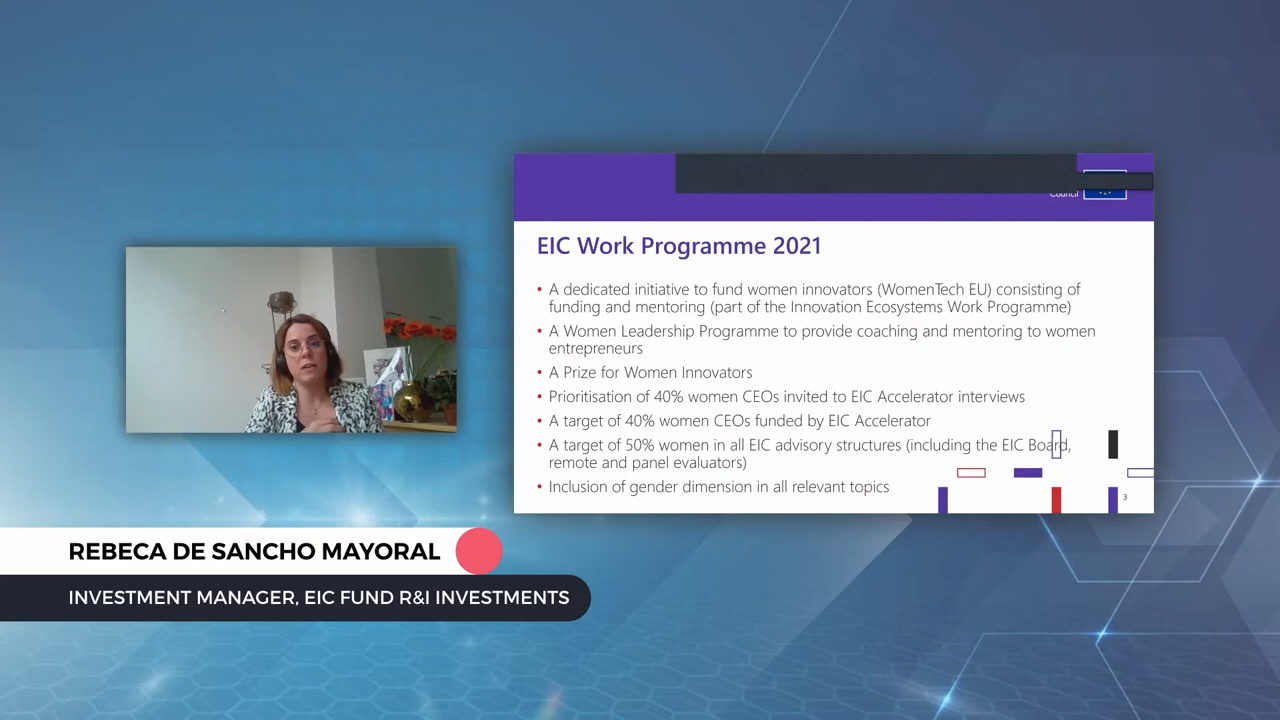 Council
EIC Work Programme 2021
• A dedicated initiative to fund women innovators (WomenTech EU) consisting of
funding and mentoring (part of the Innovation Ecosystems Work Programme)
• A Women Leadership Programme to provide coaching and mentoring to women
entrepreneurs
• A Prize for Women Innovators
• Prioritisation of 40% women CEOs invited to EIC Accelerator interviews
• A target of 40% women CEOs funded by EIC Accelerator
• A target of 50% women in all EIC advisory structures (including the EIC Board,
remote and panel evaluators)
• Inclusion of gender dimension in all relevant topics
3
REBECA DE SANCHO MAYORAL
INVESTMENT MANAGER, EIC FUND R&I INVESTMENTS